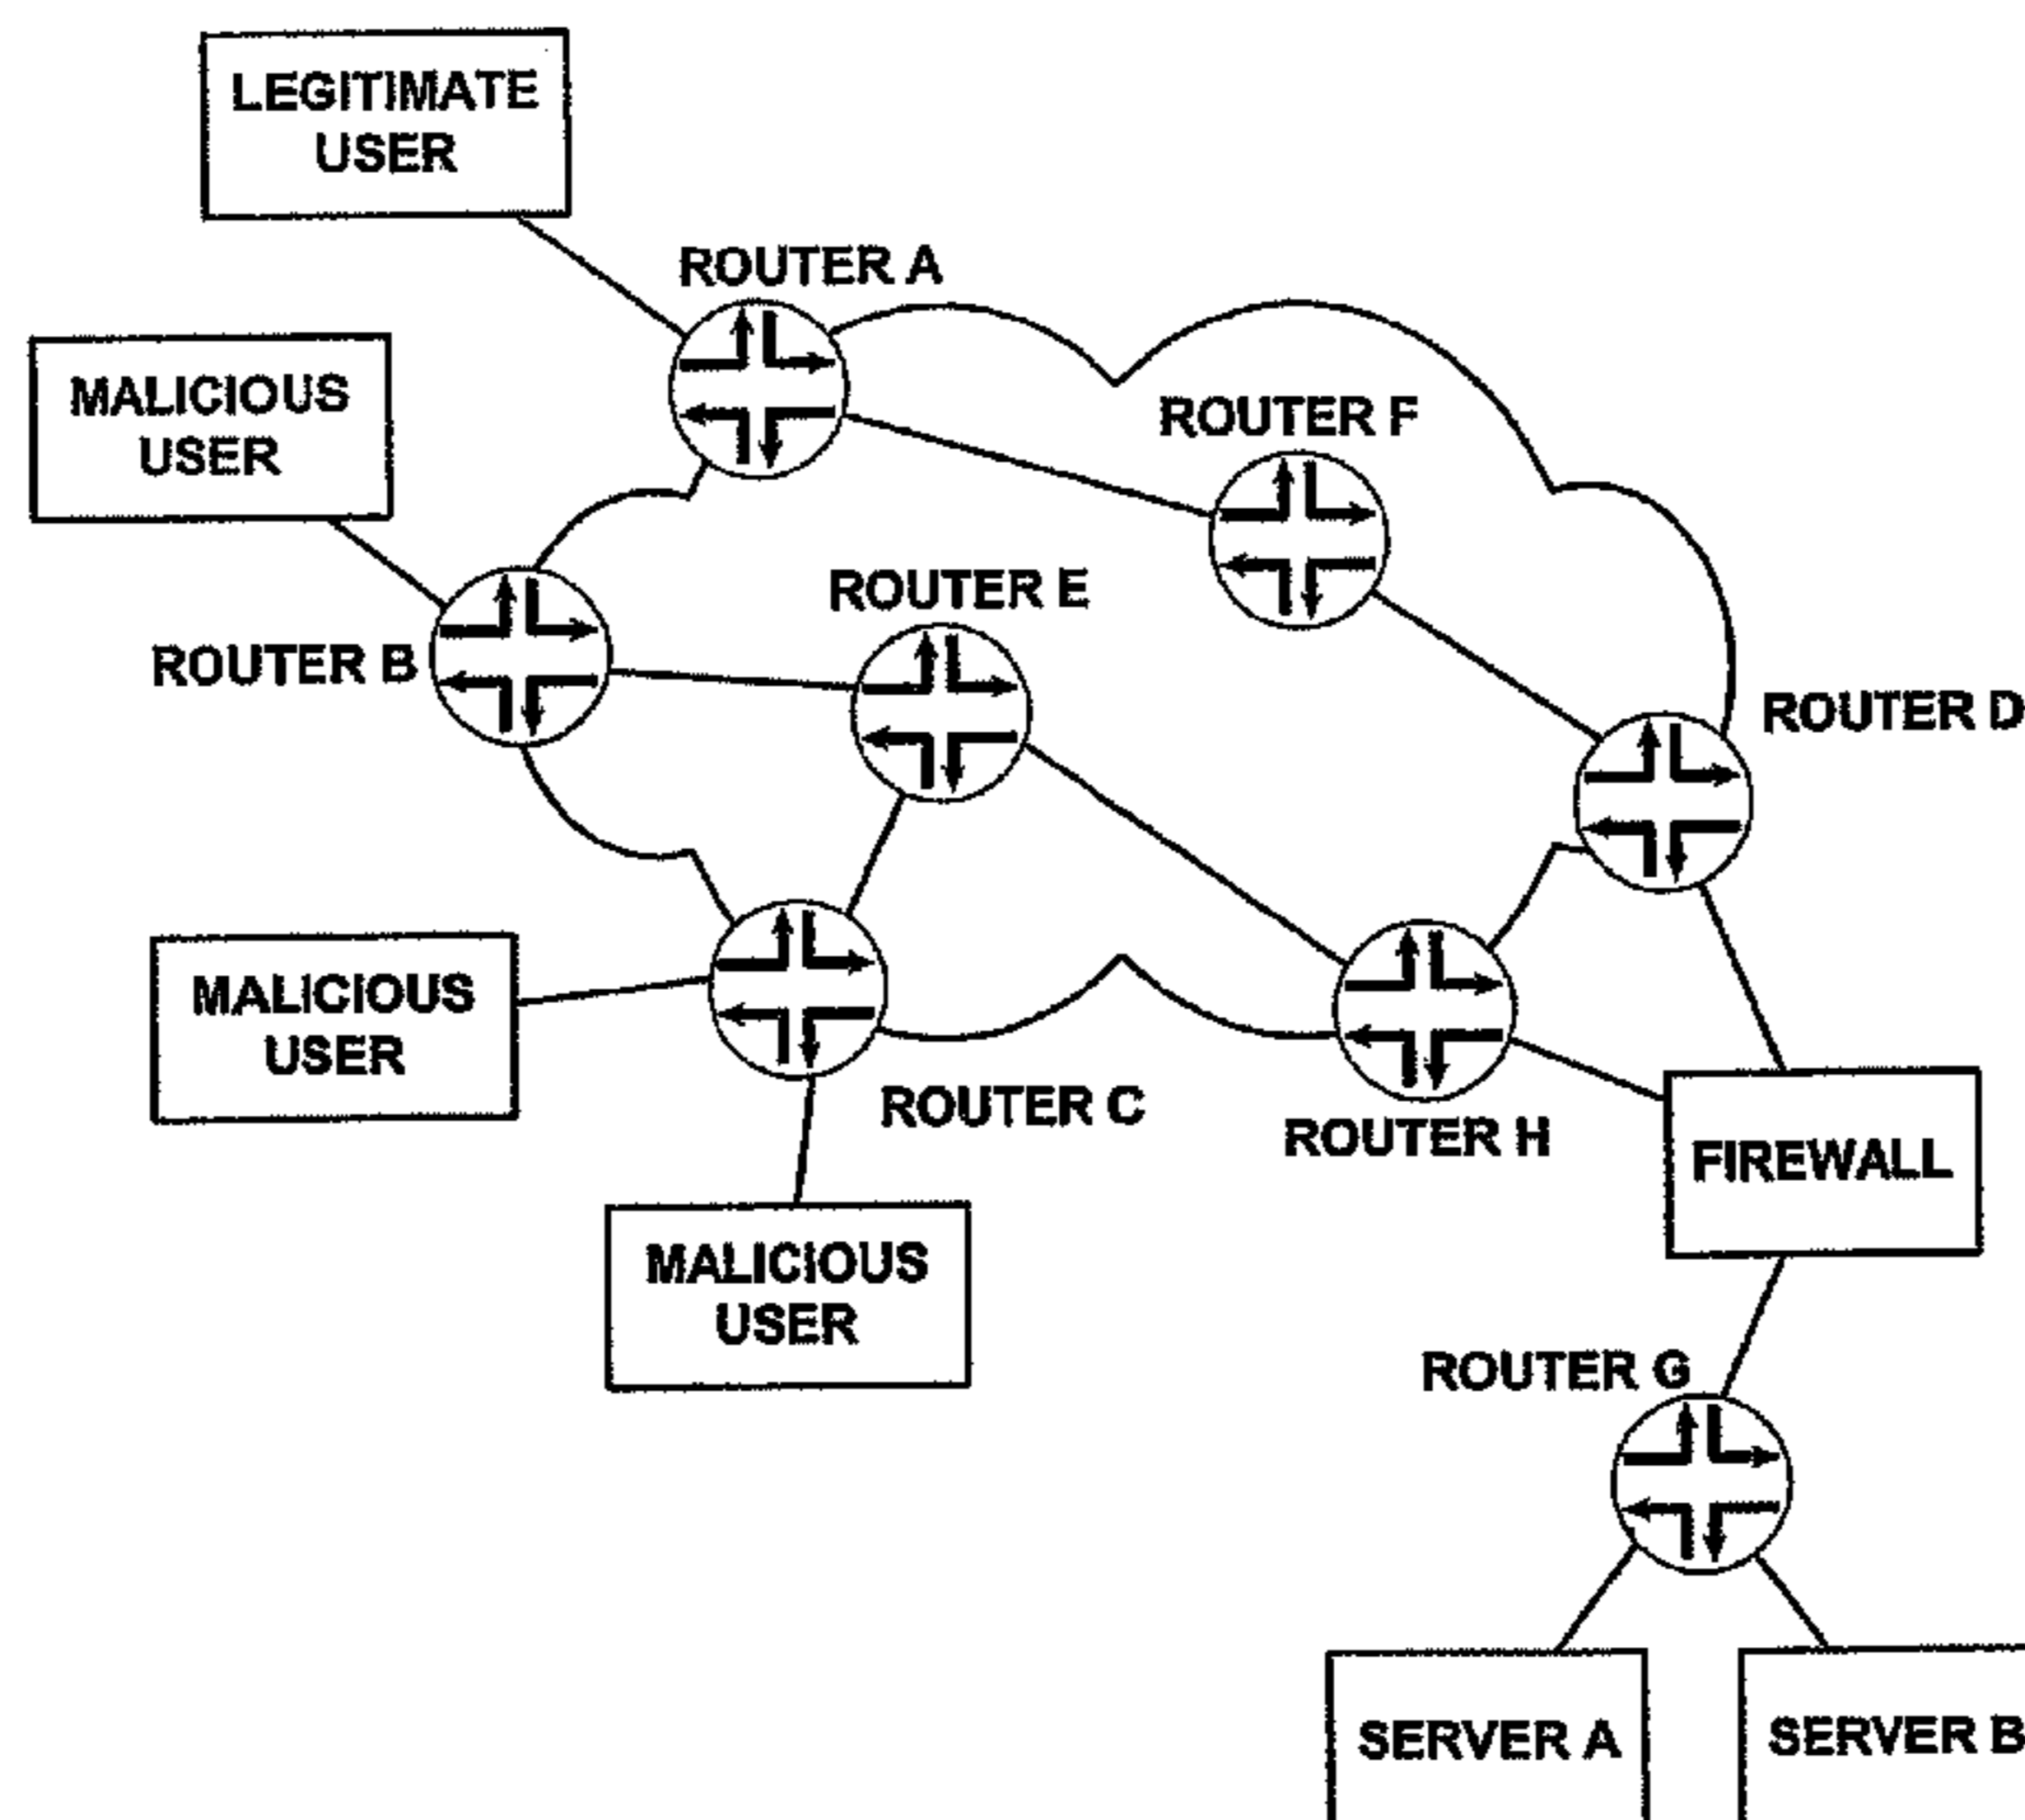 LEGITIMATE
USER
ROUTER A
MALICIOUS
USER
ROUTER F
ROUTER E
ROUTER B
ROUTER D
MALICIOUS
USER
ROUTER C
ROUTER H
FIREWALL
MALICIOUS
USER
ROUTER G
SERVER A
SERVER B